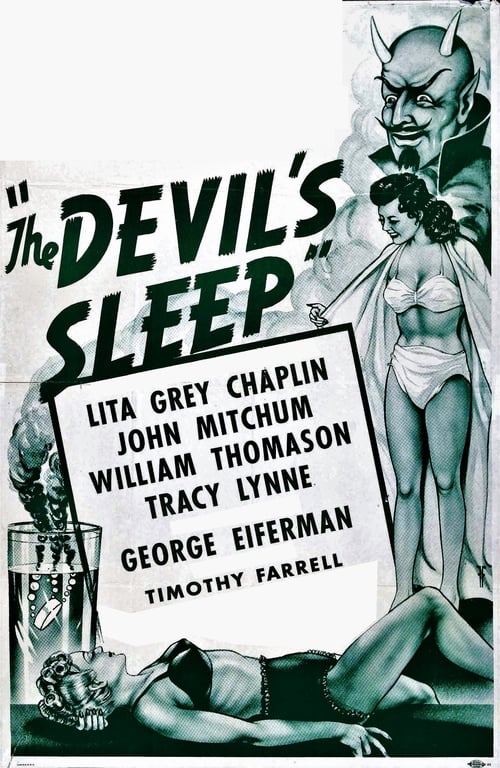 "The DEVIL'S
SLEEP"
LITA GREY CHAPLIN
JOHN MITCHUM
WILLIAM THOMASON
TRACY LYNNE
GEORGE EIFERMAN
TIMOTHY FARRELL